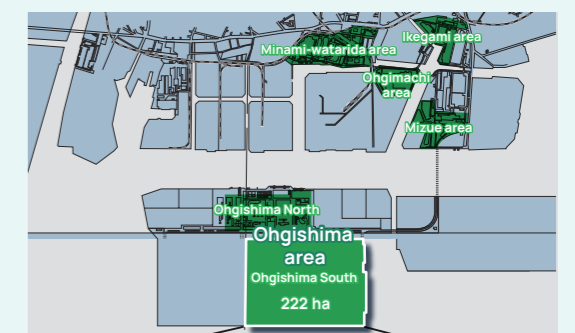 Ikegami area
Minami-watarida area
Ohgimachi
area
Mizue area
Ohgishima North
Ohgishima
area
Ohgishima South
222 ha